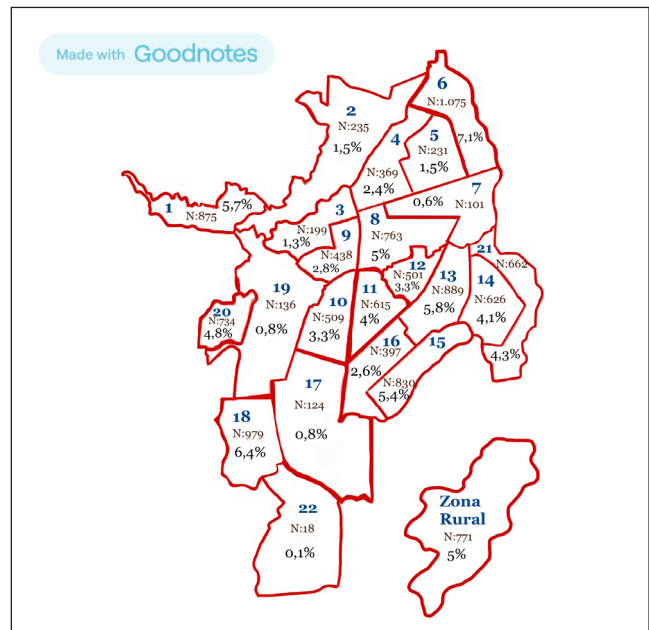 Made with Goodnotes
6
N:1.075
7,1%
2
N:235
1,5%
4
N:369
2,4%
5
N:231
1,5%
7
0,6%
N:101
1
N:875
5,7%
3
N:199
1,3%
8
N:763
5%
9
N:438
2,8%
21
N:662
4,3%
12
N:501
3,3%
13
N:889
5,8%
14
N:626
4,1%
19
N:136
0,8%
10
N:509
3,3%
11
N:615
4%
20
N:734
4,8%
16
N:397
2,6%
15
N:830
5,4%
17
N:124
0,8%
18
N:979
6,4%
22
N:18
0,1%
Zona
Rural
N:771
5%